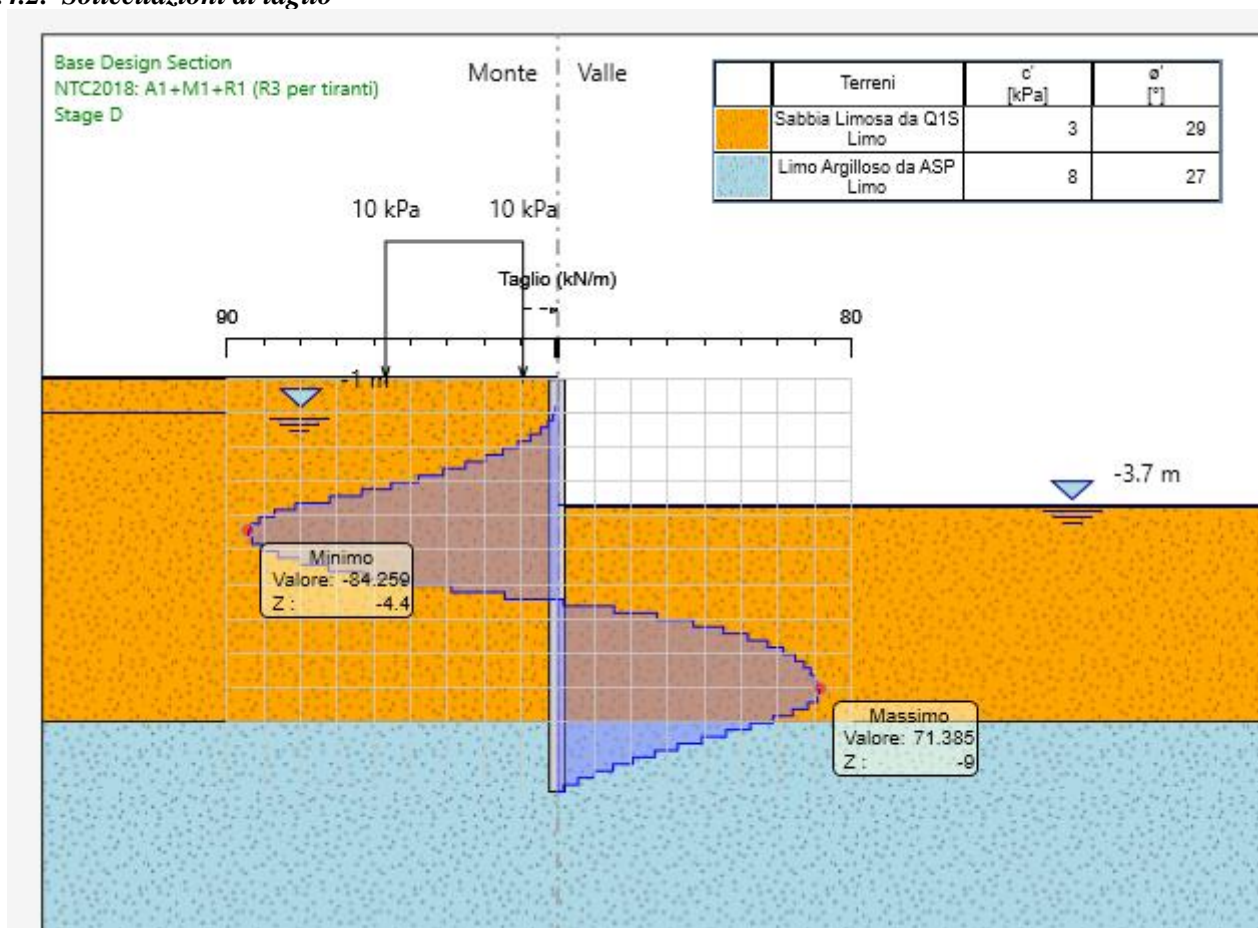 Sollecitazioni di taglio
Base Design Section
NTC2018: A1+M1+R1 (R3 per tiranti)
Stage D
Monte Valle
Terreni c' [kPa] ø' [°]
Sabbia Limosa da Q1S Limo 3 29
Limo Argilloso da ASP Limo 8 27
10 kPa 10 kPa
Taglio (kN/m)
90 80
-1 m
-3.7 m
Minimo
Valore: -84.259
Z : -4.4
Massimo
Valore: 71.385
Z : -9